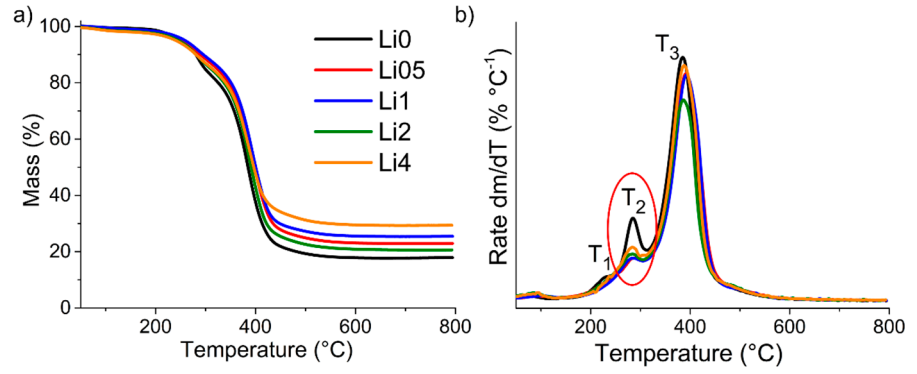 a)
100
80
60
40
20
0
Mass (%)
200
400
600
800
Temperature (°C)
Li0
Li05
Li1
Li2
Li4
b)
Rate dm/dT (% °C⁻¹)
T₁
T₂
T₃
200
400
600
800
Temperature (°C)